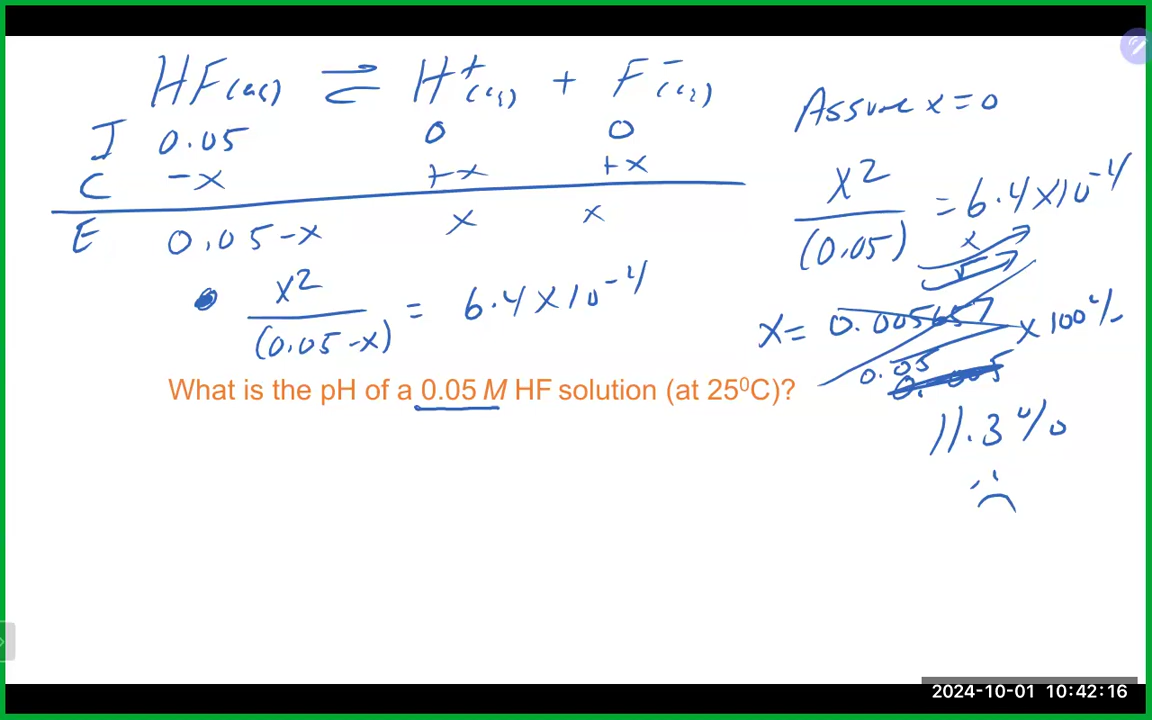 HF(aq) ⇌ H⁺(aq) + F⁻(aq)
I 0.05 0 0
C -x +x +x
E 0.05-x x x
x² / (0.05-x) = 6.4×10⁻⁴
What is the pH of a 0.05 M HF solution (at 25⁰C)?
Assume x=0
x² / (0.05) = 6.4×10⁻⁴
x
x= 0.005657 / 0.05 × 100%
0.005
11.3%
2024-10-01 10:42:16